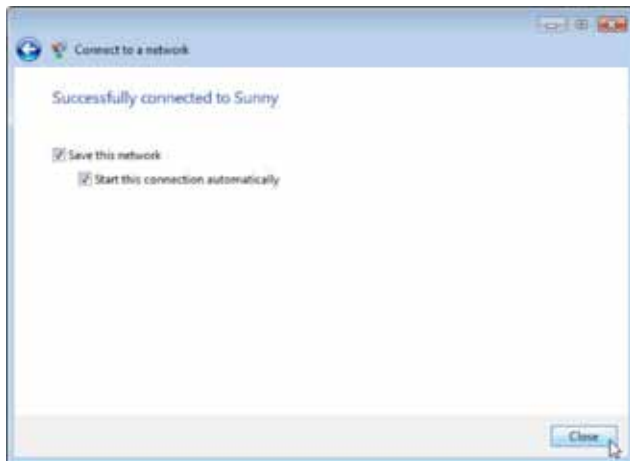 Connect to a network
Successfully connected to Sunny
Save this network
Start this connection automatically
Close